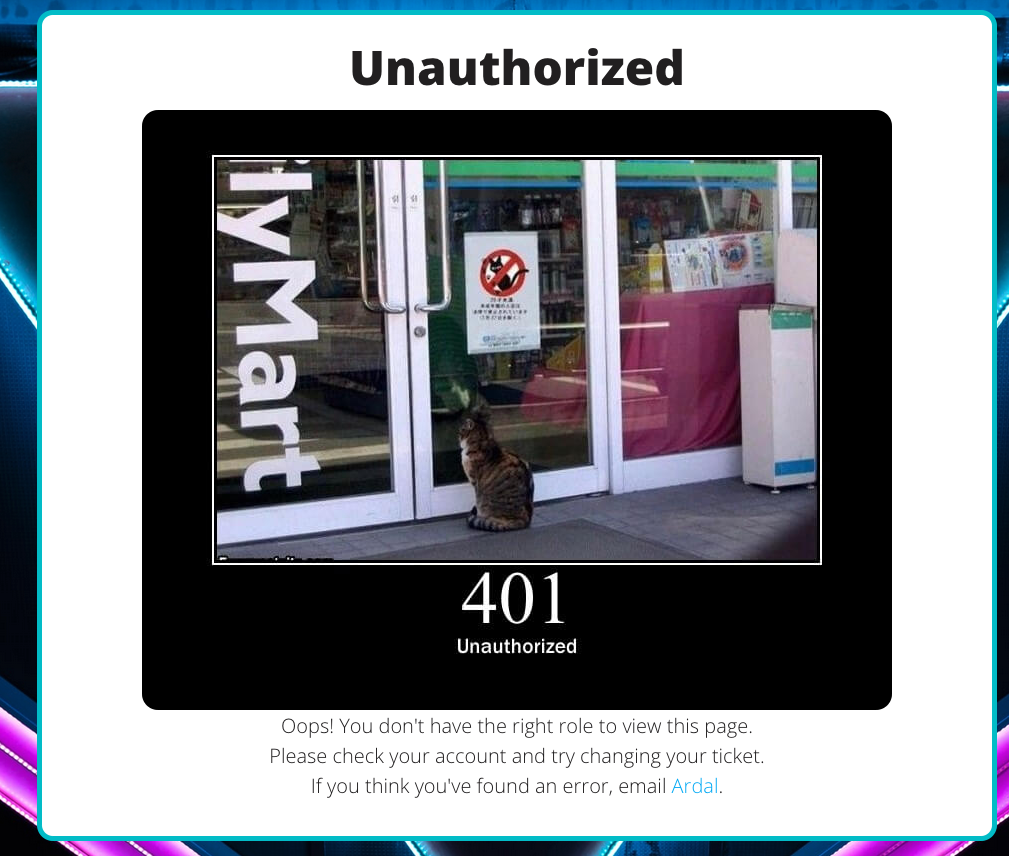 Unauthorized
lyMart
401
Unauthorized
Oops! You don't have the right role to view this page.
Please check your account and try changing your ticket.
If you think you've found an error, email Ardal.